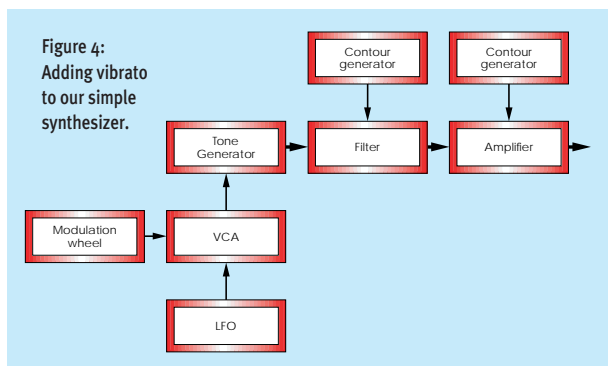 Figure 4:
Adding vibrato
to our simple
synthesizer.
Contour
generator
Contour
generator
Tone
Generator
Filter
Amplifier
Modulation
wheel
VCA
LFO